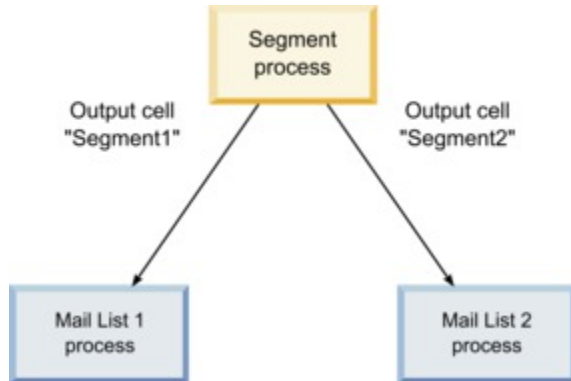 Segment
process
Output cell
"Segment1"
Output cell
"Segment2"
Mail List 1
process
Mail List 2
process